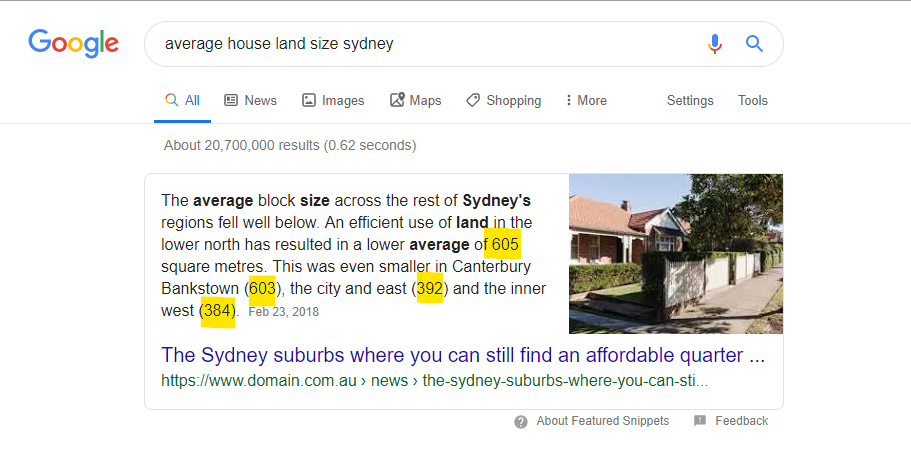 Google
average house land size sydney
All News Images Maps Shopping More Settings Tools
About 20,700,000 results (0.62 seconds)
The average block size across the rest of Sydney's
regions fell well below. An efficient use of land in the
lower north has resulted in a lower average of 605
square metres. This was even smaller in Canterbury
Bankstown (603), the city and east (392) and the inner
west (384). Feb 23, 2018
The Sydney suburbs where you can still find an affordable quarter ...
https://www.domain.com.au › news › the-sydney-suburbs-where-you-can-sti...
About Featured Snippets Feedback